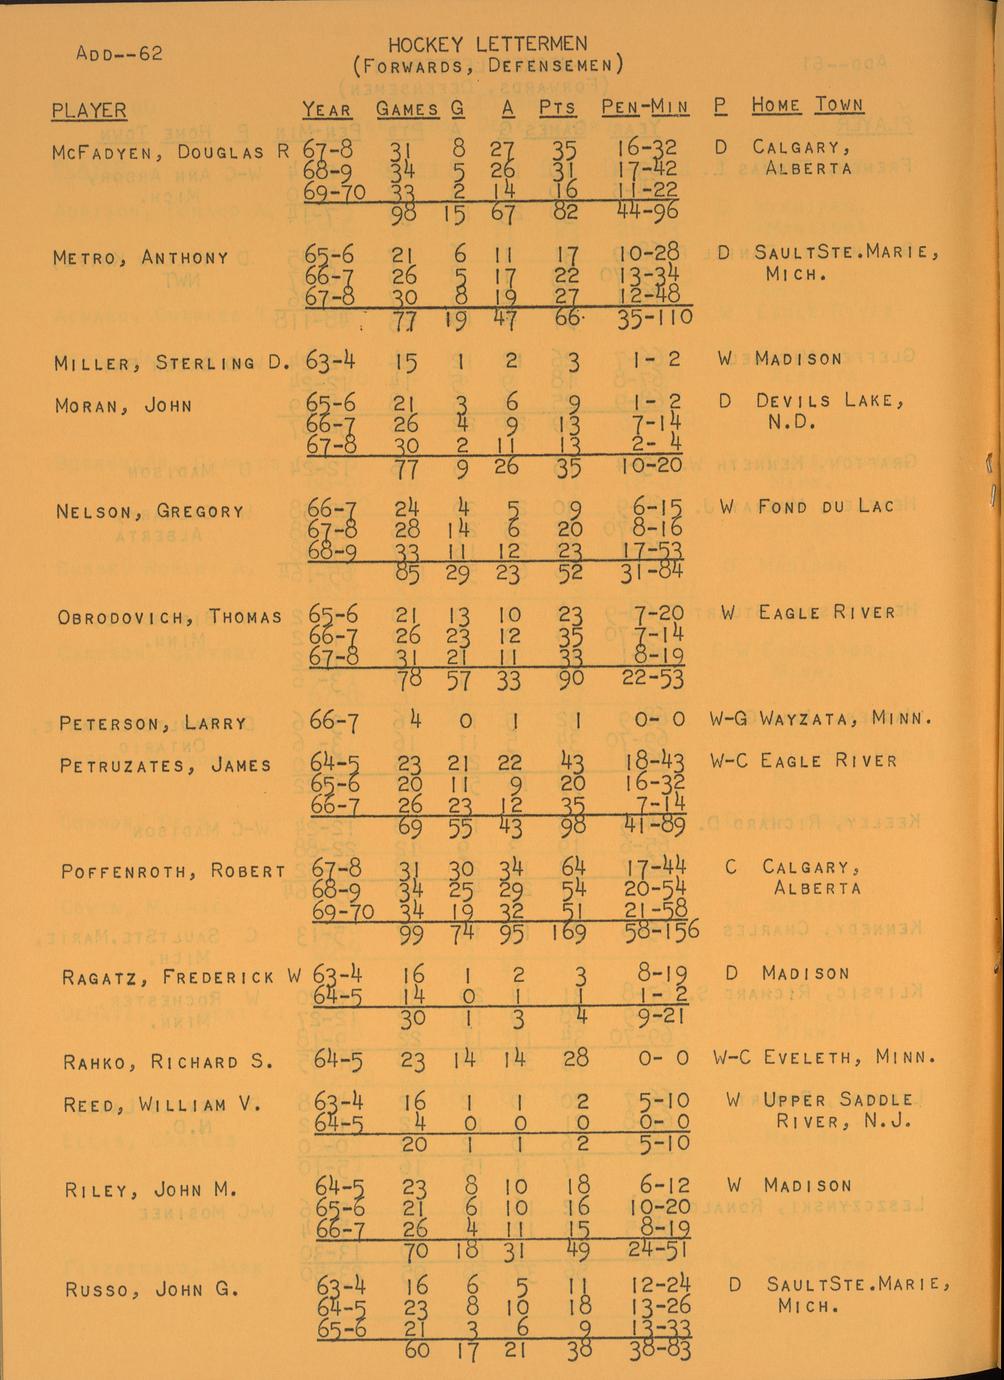 ADD--62
HOCKEY LETTERMEN
(FORWARDS, DEFENSEMEN)
PLAYER YEAR GAMES G A PTS PEN-MIN P HOME TOWN
MCFADYEN, DOUGLAS R 67-8 31 8 27 35 16-32 D CALGARY,
68-9 34 5 26 31 17-42 ALBERTA
69-70 33 2 14 16 11-22
98 15 67 82 44-96
METRO, ANTHONY 65-6 21 6 11 17 10-28 D SAULTSTE.MARIE,
66-7 26 5 17 22 13-34 MICH.
67-8 30 8 19 27 12-48
77 19 47 66 35-110
MILLER, STERLING D. 63-4 15 1 2 3 1- 2 W MADISON
MORAN, JOHN 65-6 21 3 6 9 1- 2 D DEVILS LAKE,
66-7 26 4 9 13 7-14 N.D.
67-8 30 2 11 13 2- 4
77 9 26 35 10-20
NELSON, GREGORY 66-7 24 4 5 9 6-15 W FOND DU LAC
67-8 28 14 6 20 8-16
68-9 33 11 12 23 17-53
85 29 23 52 31-84
OBRODOVICH, THOMAS 65-6 21 13 10 23 7-20 W EAGLE RIVER
66-7 26 23 12 35 7-14
67-8 31 21 11 33 8-19
78 57 33 90 22-53
PETERSON, LARRY 66-7 4 0 1 1 0- 0 W-G WAYZATA, MINN.
PETRUZATES, JAMES 64-5 23 21 22 43 18-43 W-C EAGLE RIVER
65-6 20 11 9 20 16-32
66-7 26 23 12 35 7-14
69 55 43 98 41-89
POFFENROTH, ROBERT 67-8 31 30 34 64 17-44 C CALGARY,
68-9 34 25 29 54 20-54 ALBERTA
69-70 34 19 32 51 21-58
99 74 95 169 58-156
RAGATZ, FREDERICK W 63-4 16 1 2 3 8-19 D MADISON
64-5 14 0 1 1 1- 2
30 1 3 4 9-21
RAHKO, RICHARD S. 64-5 23 14 14 28 0- 0 W-C EVELETH, MINN.
REED, WILLIAM V. 63-4 16 1 1 2 5-10 W UPPER SADDLE
64-5 4 0 0 0 0- 0 RIVER, N.J.
20 1 1 2 5-10
RILEY, JOHN M. 64-5 23 8 10 18 6-12 W MADISON
65-6 21 6 10 16 10-20
66-7 26 4 11 15 8-19
70 18 31 49 24-51
RUSSO, JOHN G. 63-4 16 6 5 11 12-24 D SAULTSTE.MARIE,
64-5 23 8 10 18 13-26 MICH.
65-6 21 3 6 9 13-33
60 17 21 38 38-83